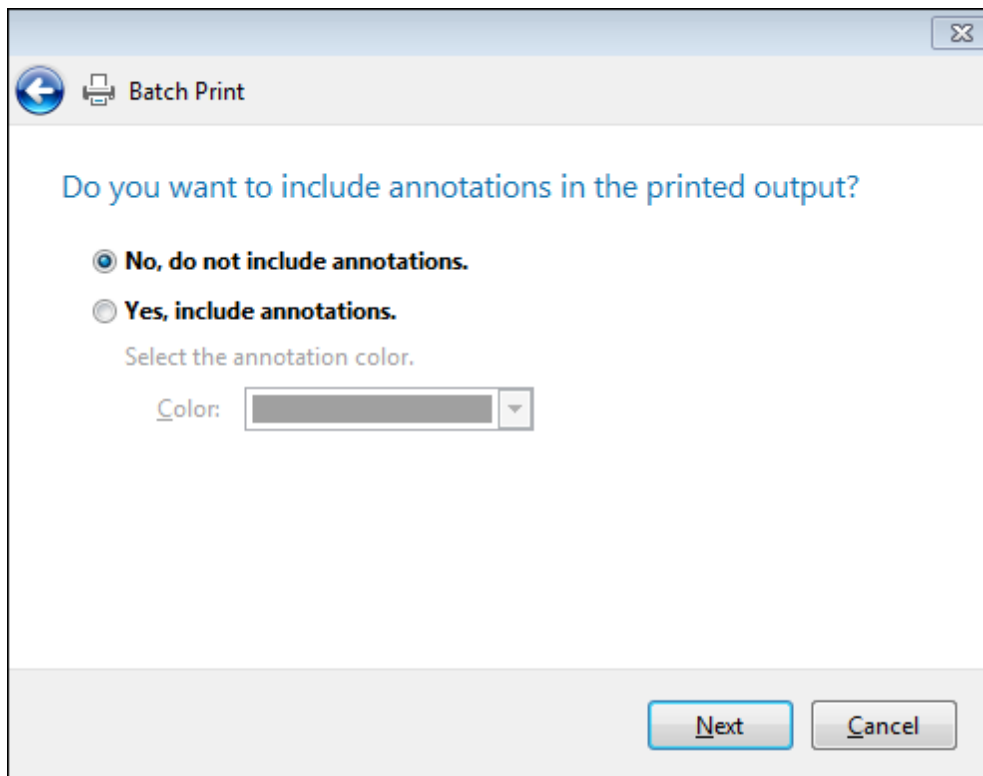 Batch Print
Do you want to include annotations in the printed output?
No, do not include annotations.
Yes, include annotations.
Select the annotation color.
Color:
Next Cancel